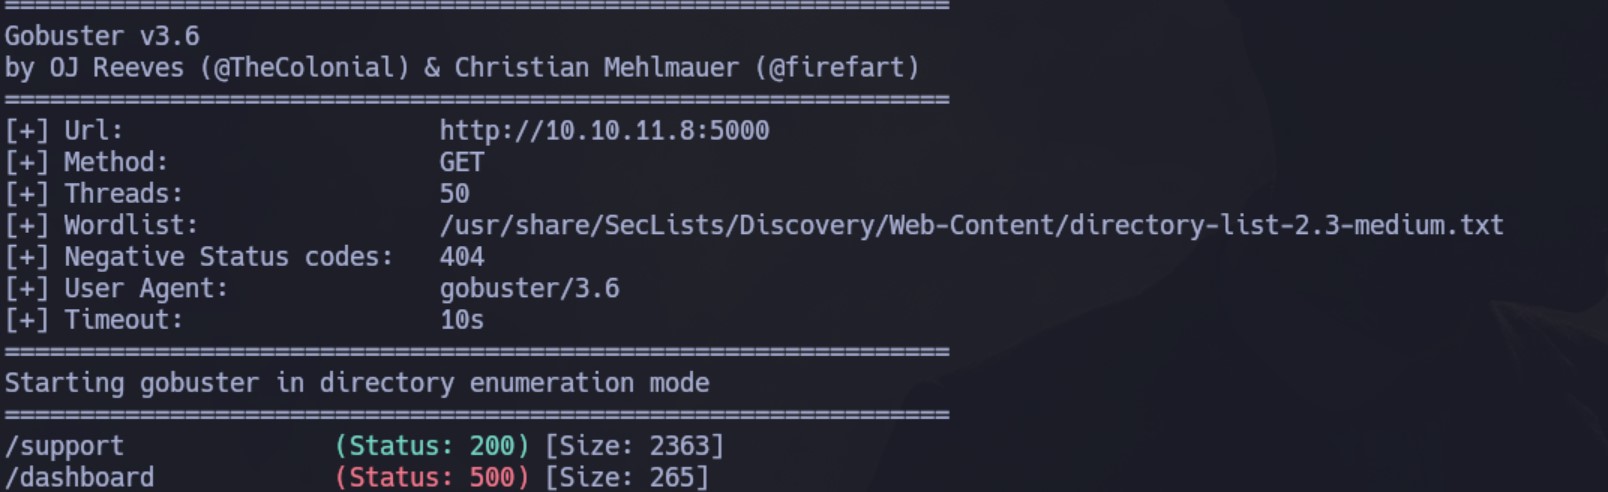 ===============================================================
Gobuster v3.6
by OJ Reeves (@TheColonial) & Christian Mehlmauer (@firefart)
===============================================================
[+] Url:                     http://10.10.11.8:5000
[+] Method:                  GET
[+] Threads:                 50
[+] Wordlist:                /usr/share/SecLists/Discovery/Web-Content/directory-list-2.3-medium.txt
[+] Negative Status codes:   404
[+] User Agent:              gobuster/3.6
[+] Timeout:                 10s
===============================================================
Starting gobuster in directory enumeration mode
===============================================================
/support              (Status: 200) [Size: 2363]
/dashboard            (Status: 500) [Size: 265]